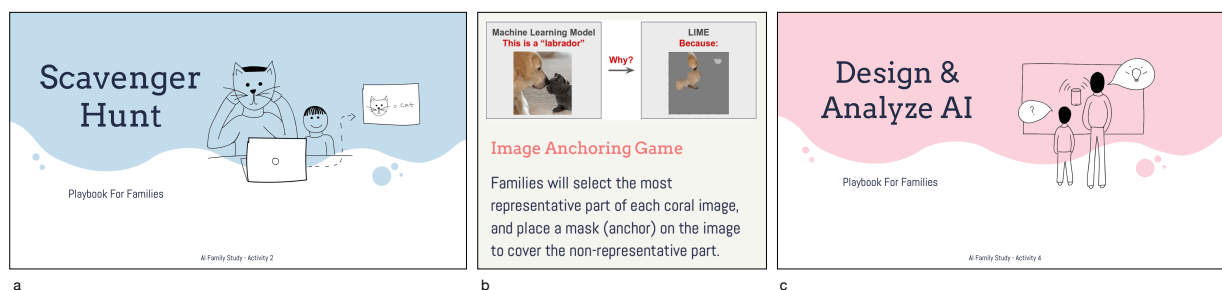 Scavenger
Hunt
= cat
Playbook For Families
AI Family Study - Activity 2
a
Machine Learning Model
This is a "labrador"
Why?
LIME
Because:
Image Anchoring Game
Families will select the most
representative part of each coral image,
and place a mask (anchor) on the image
to cover the non-representative part.
b
Design &
Analyze AI
?
Playbook For Families
AI Family Study - Activity 4
c